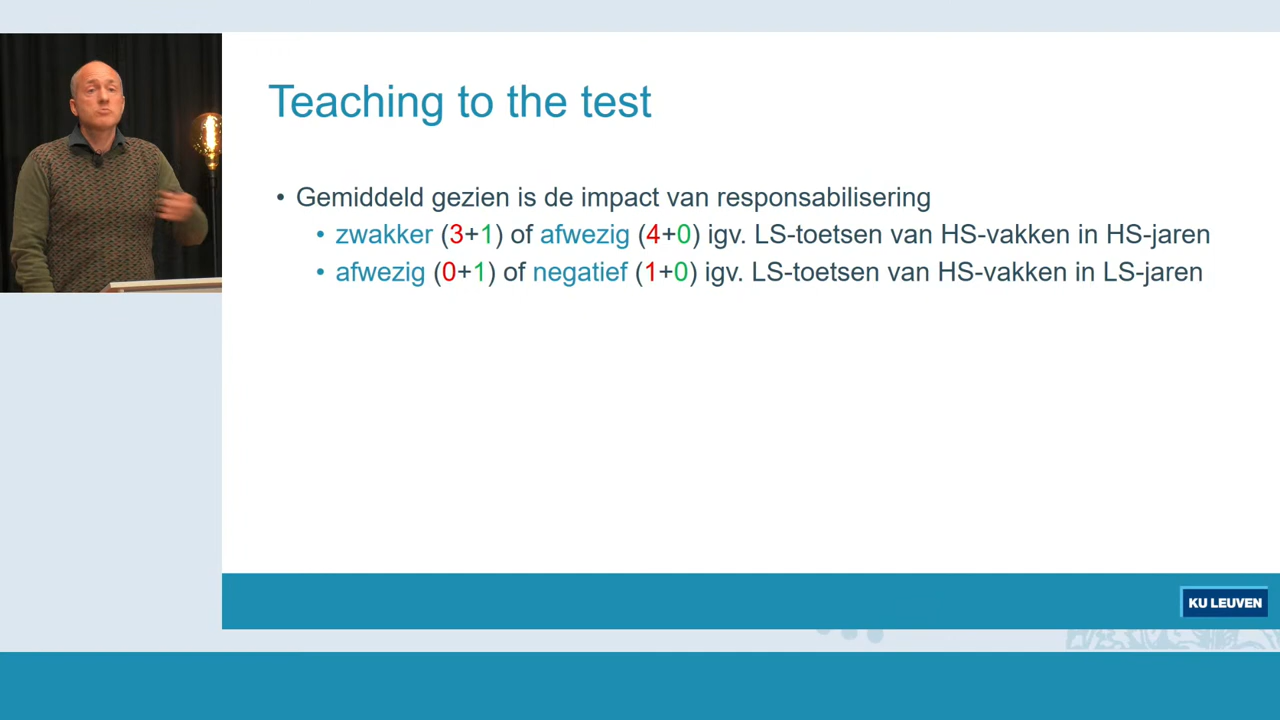 Teaching to the test
• Gemiddeld gezien is de impact van responsabilisering
• zwakker (3+1) of afwezig (4+0) igv. LS-toetsen van HS-vakken in HS-jaren
• afwezig (0+1) of negatief (1+0) igv. LS-toetsen van HS-vakken in LS-jaren
KU LEUVEN